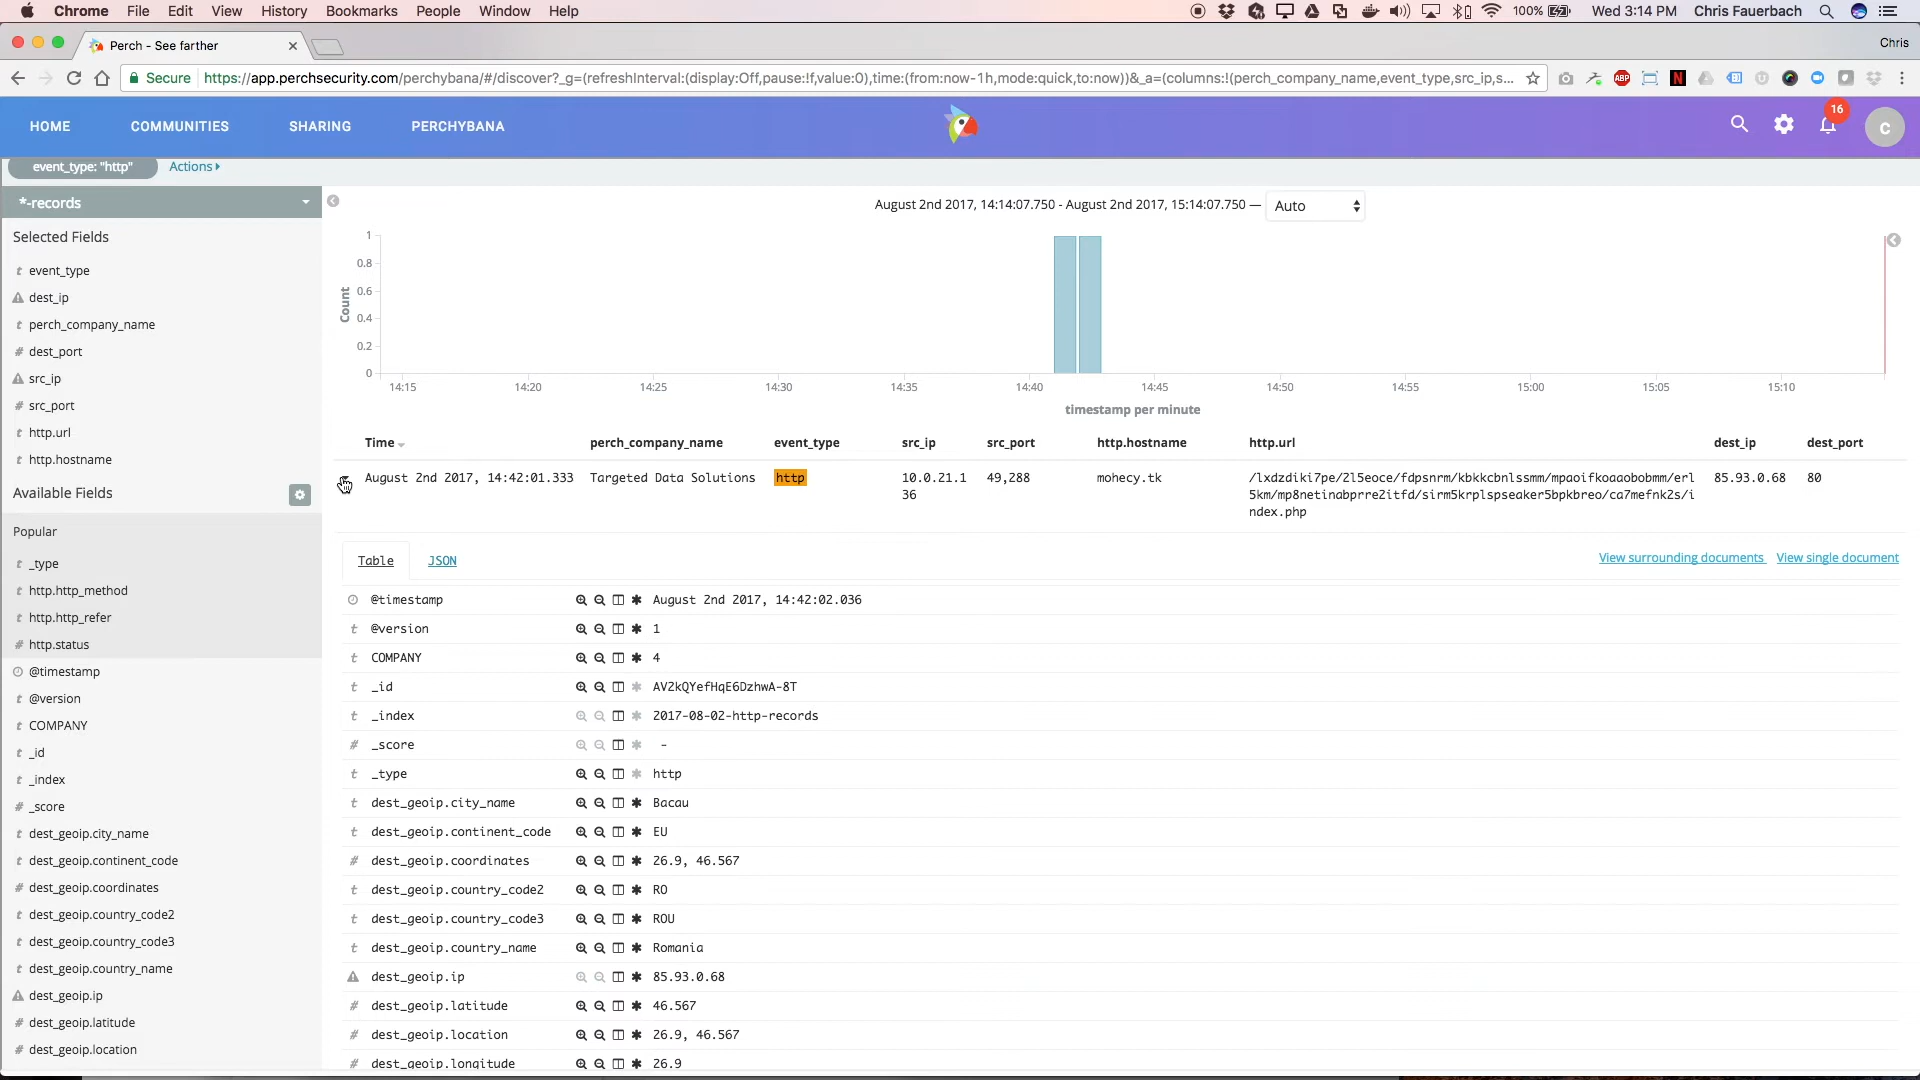 Chrome File Edit View History Bookmarks People Window Help 100% Wed 3:14 PM Chris Fauerbach
Perch - See farther Chris
Secure https://app.perchsecurity.com/perchybana/#/discover?_g=(refreshInterval:(display:Off,pause:!f,value:0),time:(from:now-1h,mode:quick,to:now))&_a=(columns:!(perch_company_name,event_type,src_ip,s... ABP N
HOME COMMUNITIES SHARING PERCHYBANA 16 C
event_type: "http" Actions
*-records
August 2nd 2017, 14:14:07.750 - August 2nd 2017, 15:14:07.750 — Auto
Selected Fields
t event_type
dest_ip
t perch_company_name
# dest_port
src_ip
# src_port
t http.url
t http.hostname
Available Fields
Popular
t _type
t http.http_method
t http.http_refer
# http.status
@timestamp
t @version
t COMPANY
t _id
t _index
# _score
t dest_geoip.city_name
t dest_geoip.continent_code
# dest_geoip.coordinates
t dest_geoip.country_code2
t dest_geoip.country_code3
t dest_geoip.country_name
dest_geoip.ip
# dest_geoip.latitude
# dest_geoip.location
Count
1
0.8
0.6
0.4
0.2
0
14:15 14:20 14:25 14:30 14:35 14:40 14:45 14:50 14:55 15:00 15:05 15:10
timestamp per minute
Time perch_company_name event_type src_ip src_port http.hostname http.url dest_ip dest_port
August 2nd 2017, 14:42:01.333 Targeted Data Solutions http 10.0.21.1 49,288 mohecy.tk /lxdzdiki7pe/2l5eoce/fdpsnrm/kbkkcbnlssmm/mpaoifkoaaobobmm/erl 85.93.0.68 80
36 5km/mp8netinabprre2itfd/sirm5krplspseaker5bpkbreo/ca7mefnk2s/i
ndex.php
Table JSON View surrounding documents View single document
@timestamp August 2nd 2017, 14:42:02.036
t @version 1
t COMPANY 4
t _id AV2kQYefHqE6DzhwA-8T
t _index 2017-08-02-http-records
# _score -
t _type http
t dest_geoip.city_name Bacau
t dest_geoip.continent_code EU
# dest_geoip.coordinates 26.9, 46.567
t dest_geoip.country_code2 RO
t dest_geoip.country_code3 ROU
t dest_geoip.country_name Romania
dest_geoip.ip 85.93.0.68
# dest_geoip.latitude 46.567
# dest_geoip.location 26.9, 46.567
# dest_geoip.longitude 26.9